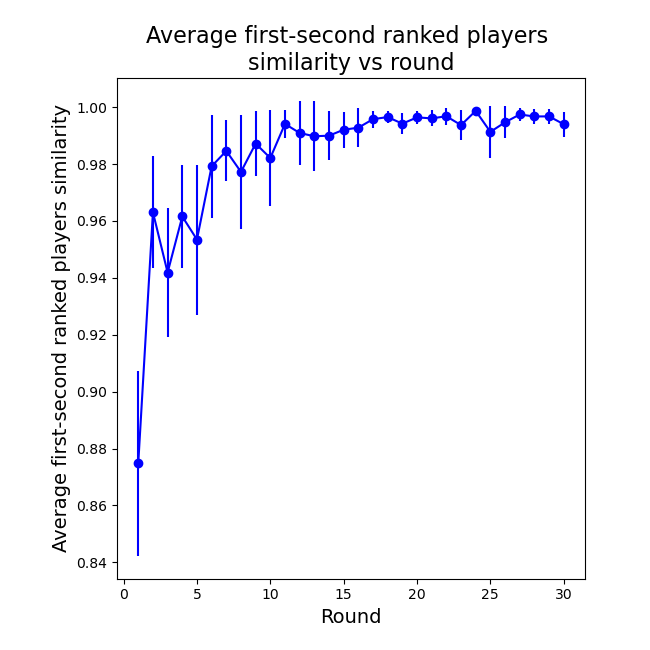 Average first-second ranked players
similarity vs round
Average first-second ranked players similarity
1.00
0.98
0.96
0.94
0.92
0.90
0.88
0.86
0.84
0 5 10 15 20 25 30
Round